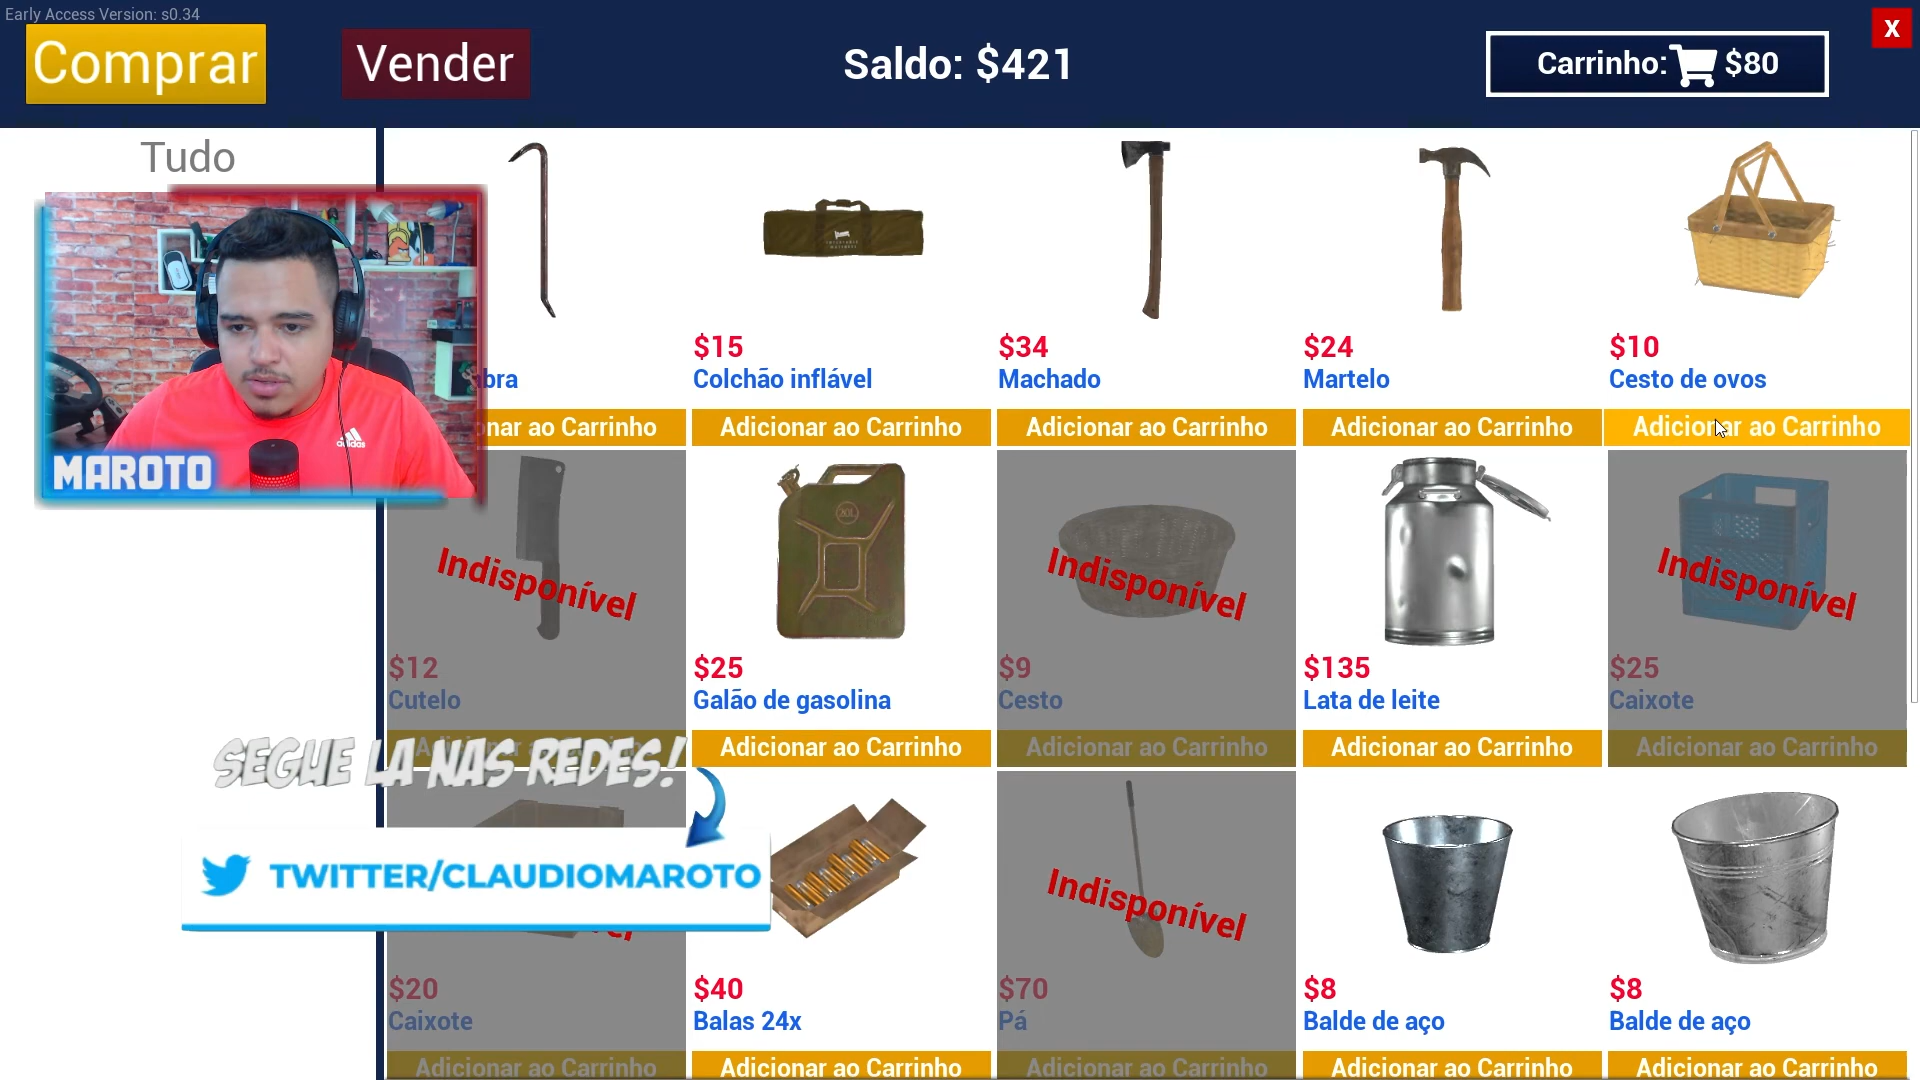 Early Access Version: s0.34
Comprar
Vender
Saldo: $421
Carrinho: $80
X
Tudo
MAROTO
adidas
$15
Colchão inflável
Adicionar ao Carrinho
$34
Machado
Adicionar ao Carrinho
$24
Martelo
Adicionar ao Carrinho
$10
Cesto de ovos
Adicionar ao Carrinho
ao Carrinho
Indisponível
$12
Cutelo
20L
$25
Galão de gasolina
Adicionar ao Carrinho
Indisponível
$9
Cesto
Adicionar ao Carrinho
$135
Lata de leite
Adicionar ao Carrinho
Indisponível
$25
Caixote
Adicionar ao Carrinho
SEGUE LA NAS REDES!
TWITTER/CLAUDIOMAROTO
$20
Caixote
Adicionar ao Carrinho
$40
Balas 24x
Adicionar ao Carrinho
Indisponível
$70
Pá
Adicionar ao Carrinho
$8
Balde de aço
Adicionar ao Carrinho
$8
Balde de aço
Adicionar ao Carrinho